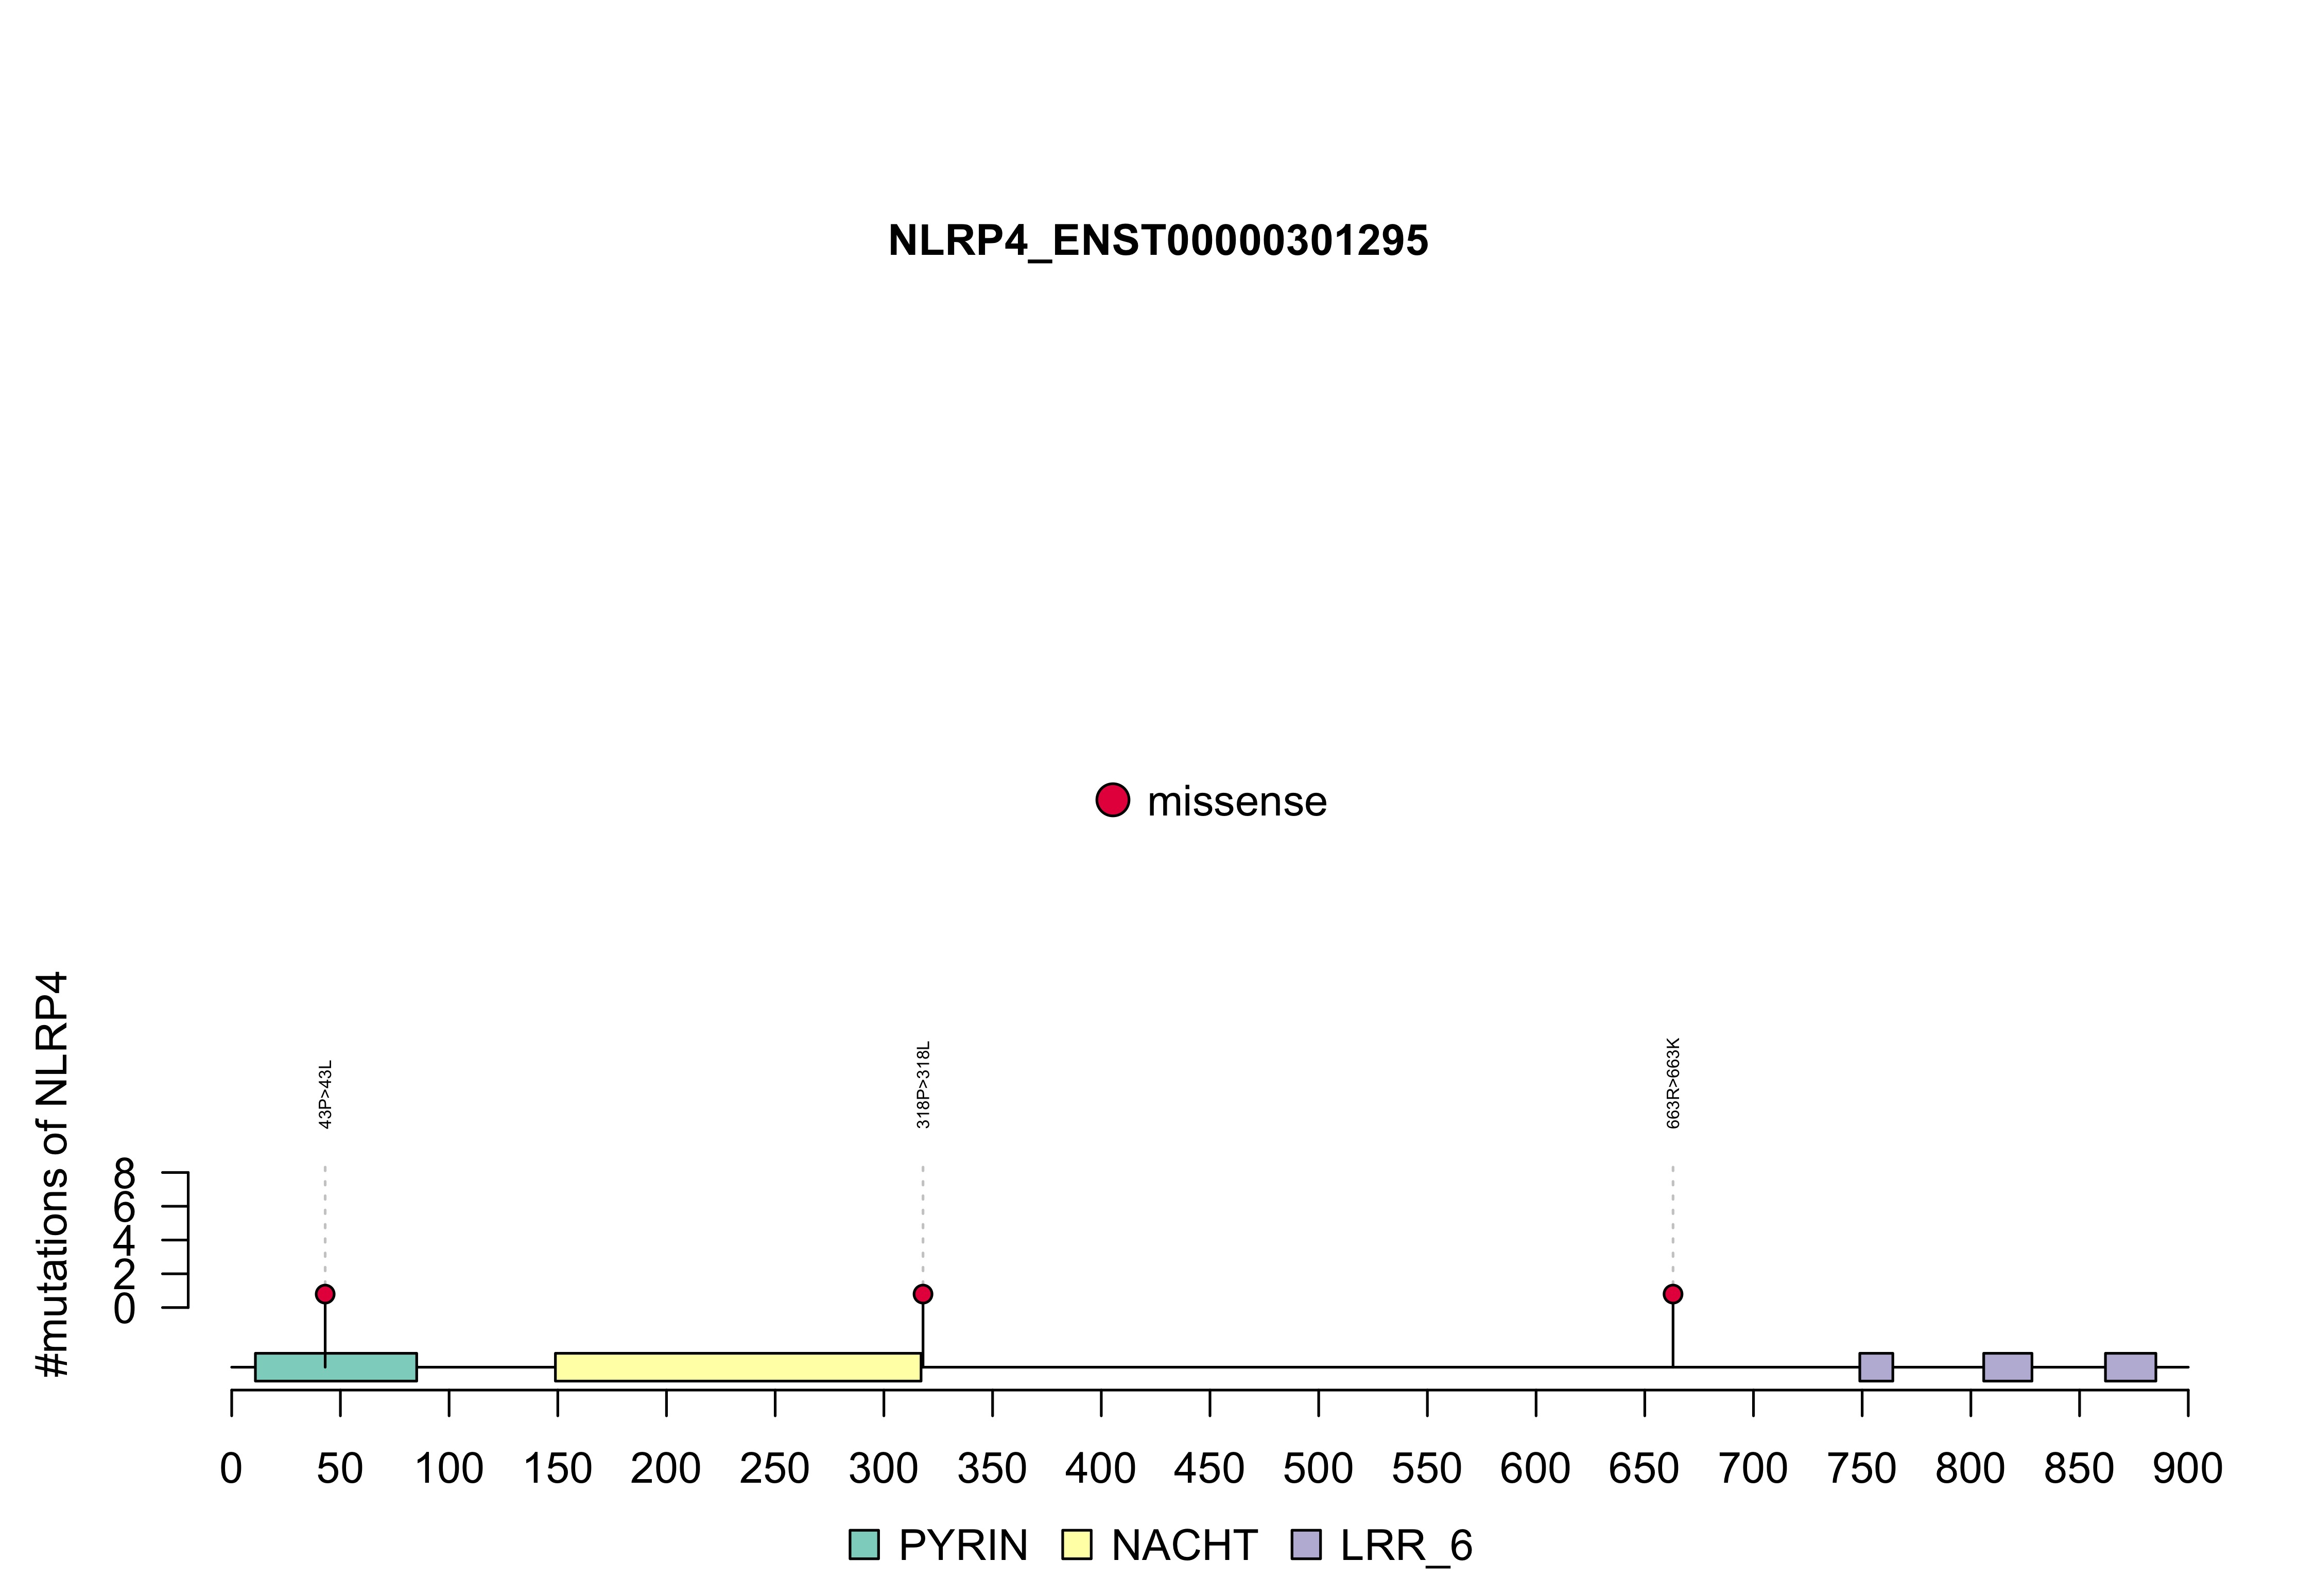 NLRP4_ENST00000301295
missense
#mutations of NLRP4
43P>43L
318P>318L
663R>663K
8
6
4
2
0
0 50 100 150 200 250 300 350 400 450 500 550 600 650 700 750 800 850 900
PYRIN NACHT LRR_6